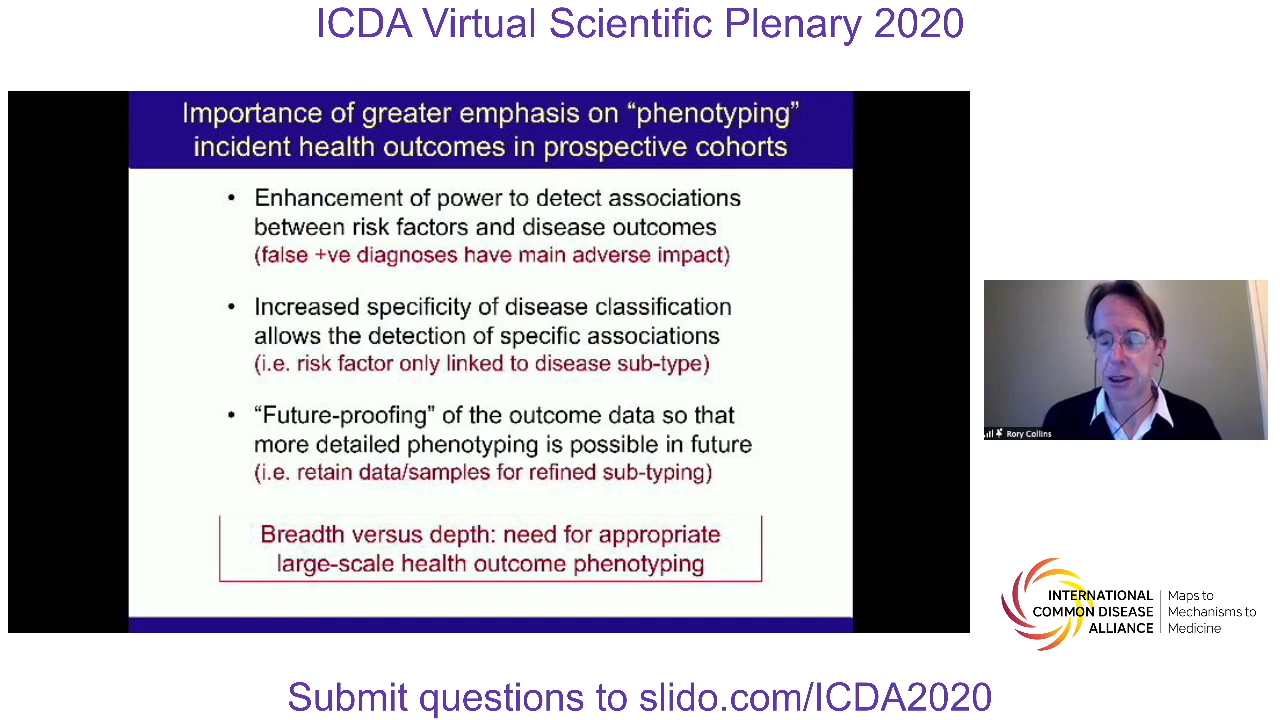 ICDA Virtual Scientific Plenary 2020
Importance of greater emphasis on “phenotyping”
incident health outcomes in prospective cohorts
• Enhancement of power to detect associations
between risk factors and disease outcomes
(false +ve diagnoses have main adverse impact)
• Increased specificity of disease classification
allows the detection of specific associations
(i.e. risk factor only linked to disease sub-type)
• “Future-proofing” of the outcome data so that
more detailed phenotyping is possible in future
(i.e. retain data/samples for refined sub-typing)
Breadth versus depth: need for appropriate
large-scale health outcome phenotyping
Rory Collins
INTERNATIONAL
COMMON DISEASE
ALLIANCE
Maps to
Mechanisms to
Medicine
Submit questions to slido.com/ICDA2020